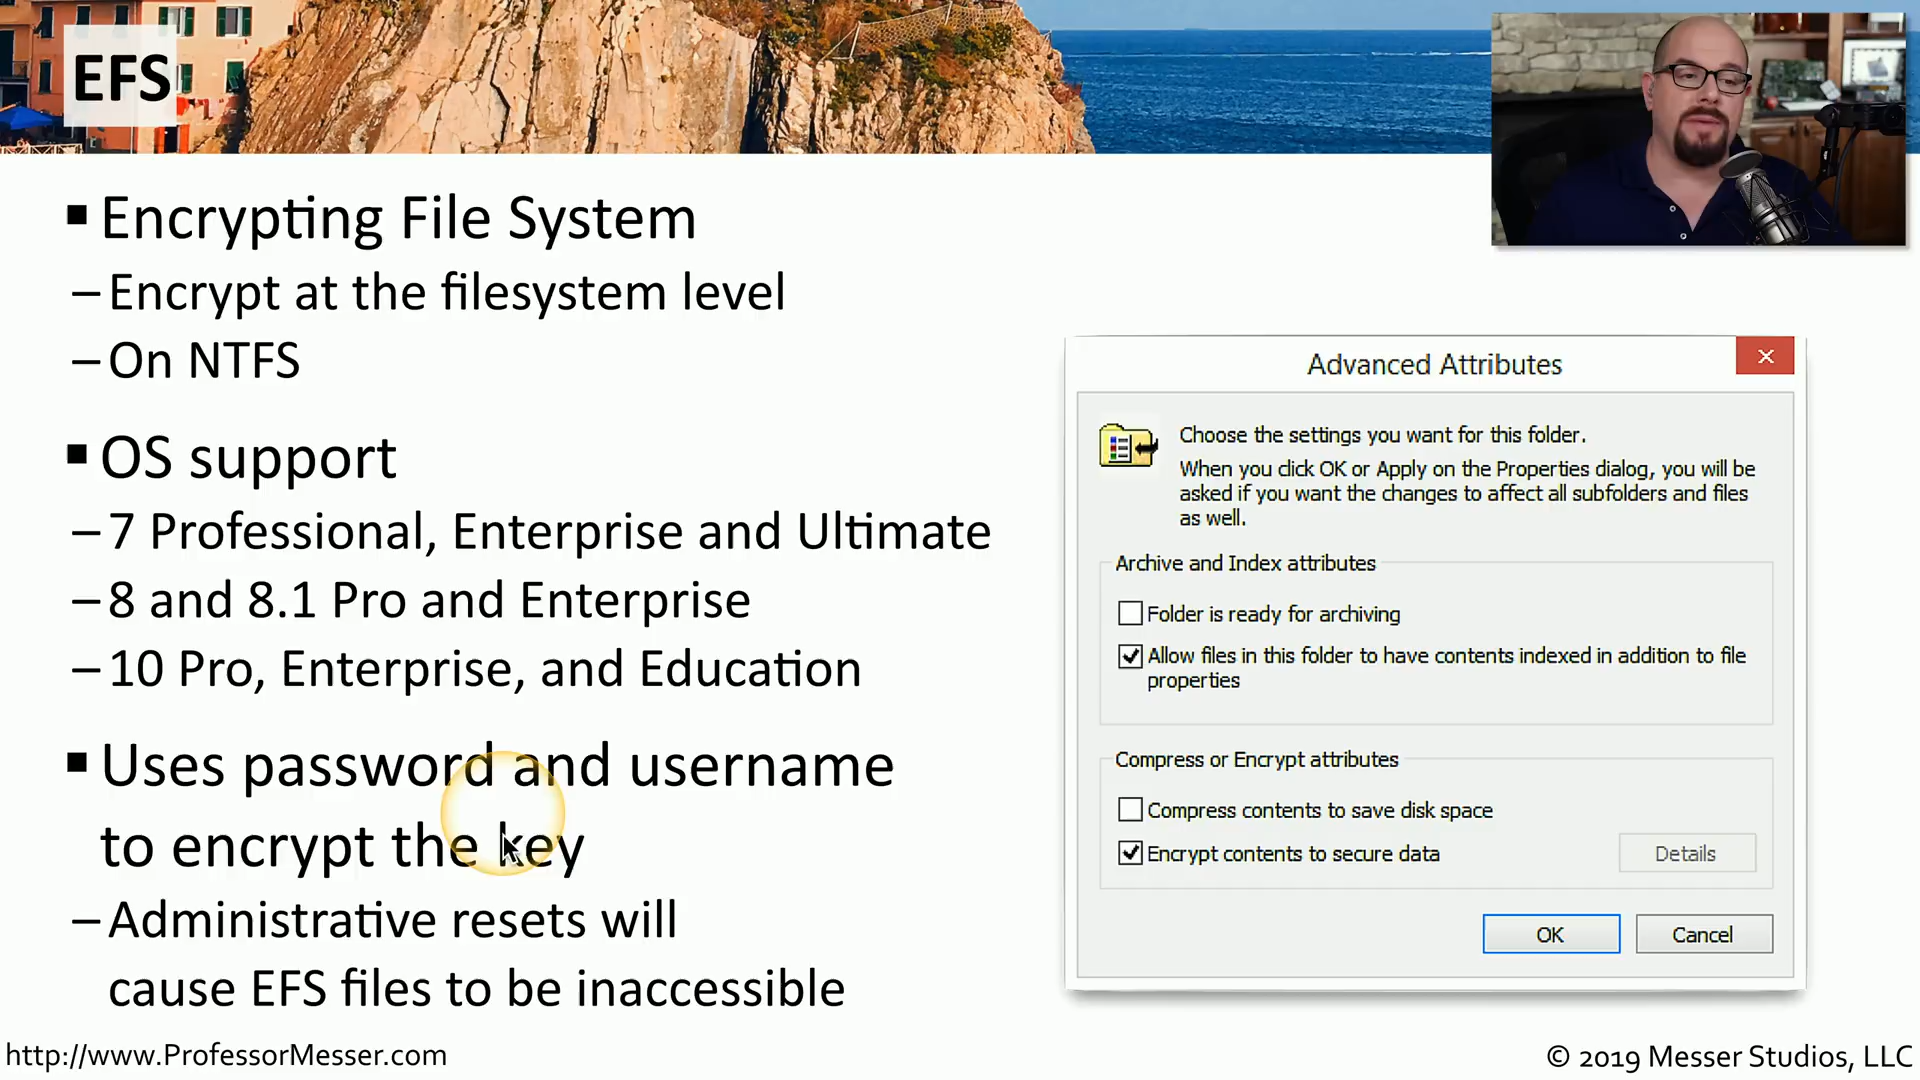 EFS
▪ Encrypting File System
– Encrypt at the filesystem level
– On NTFS
▪ OS support
– 7 Professional, Enterprise and Ultimate
– 8 and 8.1 Pro and Enterprise
– 10 Pro, Enterprise, and Education
▪ Uses password and username
to encrypt the key
– Administrative resets will
cause EFS files to be inaccessible
Advanced Attributes
Choose the settings you want for this folder.
When you click OK or Apply on the Properties dialog, you will be
asked if you want the changes to affect all subfolders and files
as well.
Archive and Index attributes
Folder is ready for archiving
Allow files in this folder to have contents indexed in addition to file
properties
Compress or Encrypt attributes
Compress contents to save disk space
Encrypt contents to secure data
Details
OK
Cancel
http://www.ProfessorMesser.com
© 2019 Messer Studios, LLC